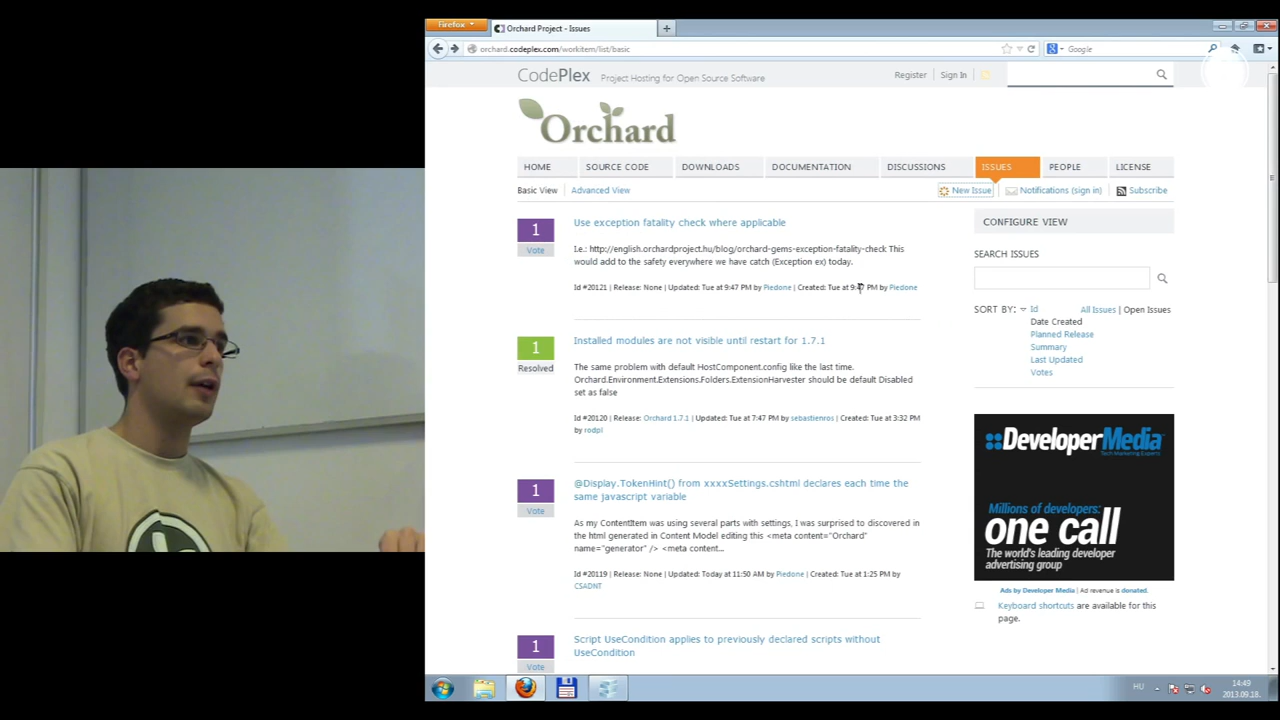 Firefox
Orchard Project - Issues
orchard.codeplex.com/workitem/list/basic
Google
CodePlex Project Hosting for Open Source Software
Register | Sign In
Orchard
HOME SOURCE CODE DOWNLOADS DOCUMENTATION DISCUSSIONS ISSUES PEOPLE LICENSE
Basic View Advanced View
New Issue Notifications (sign in) Subscribe
1
Vote
Use exception fatality check where applicable
I.e.: http://english.orchardproject.hu/blog/orchard-gems-exception-fatality-check This
would add to the safety everywhere we have catch (Exception ex) today.
Id #20121 | Release: None | Updated: Tue at 9:47 PM by Piedone | Created: Tue at 9:47 PM by Piedone
1
Resolved
Installed modules are not visible until restart for 1.7.1
The same problem with default HostComponent.config like the last time.
Orchard.Environment.Extensions.Folders.ExtensionHarvester should be default Disabled
set as false
Id #20120 | Release: Orchard 1.7.1 | Updated: Tue at 7:47 PM by sebastienros | Created: Tue at 3:32 PM
by rodpl
1
Vote
@Display.TokenHint() from xxxxSettings.cshtml declares each time the
same javascript variable
As my ContentItem was using several parts with settings, I was surprised to discovered in
the html generated in Content Model editing this <meta content="Orchard"
name="generator" /> <meta content...
Id #20119 | Release: None | Updated: Today at 11:50 AM by Piedone | Created: Tue at 1:25 PM by
CSADNT
1
Vote
Script UseCondition applies to previously declared scripts without
UseCondition
CONFIGURE VIEW
SEARCH ISSUES
SORT BY: Id All Issues | Open Issues
Date Created
Planned Release
Summary
Last Updated
Votes
DeveloperMedia
Tech Marketing Experts
Millions of developers:
one call
The world's leading developer
advertising group
Ads by Developer Media | Ad revenue is donated.
Keyboard shortcuts are available for this
page.
HU
14:49
2013.09.18.